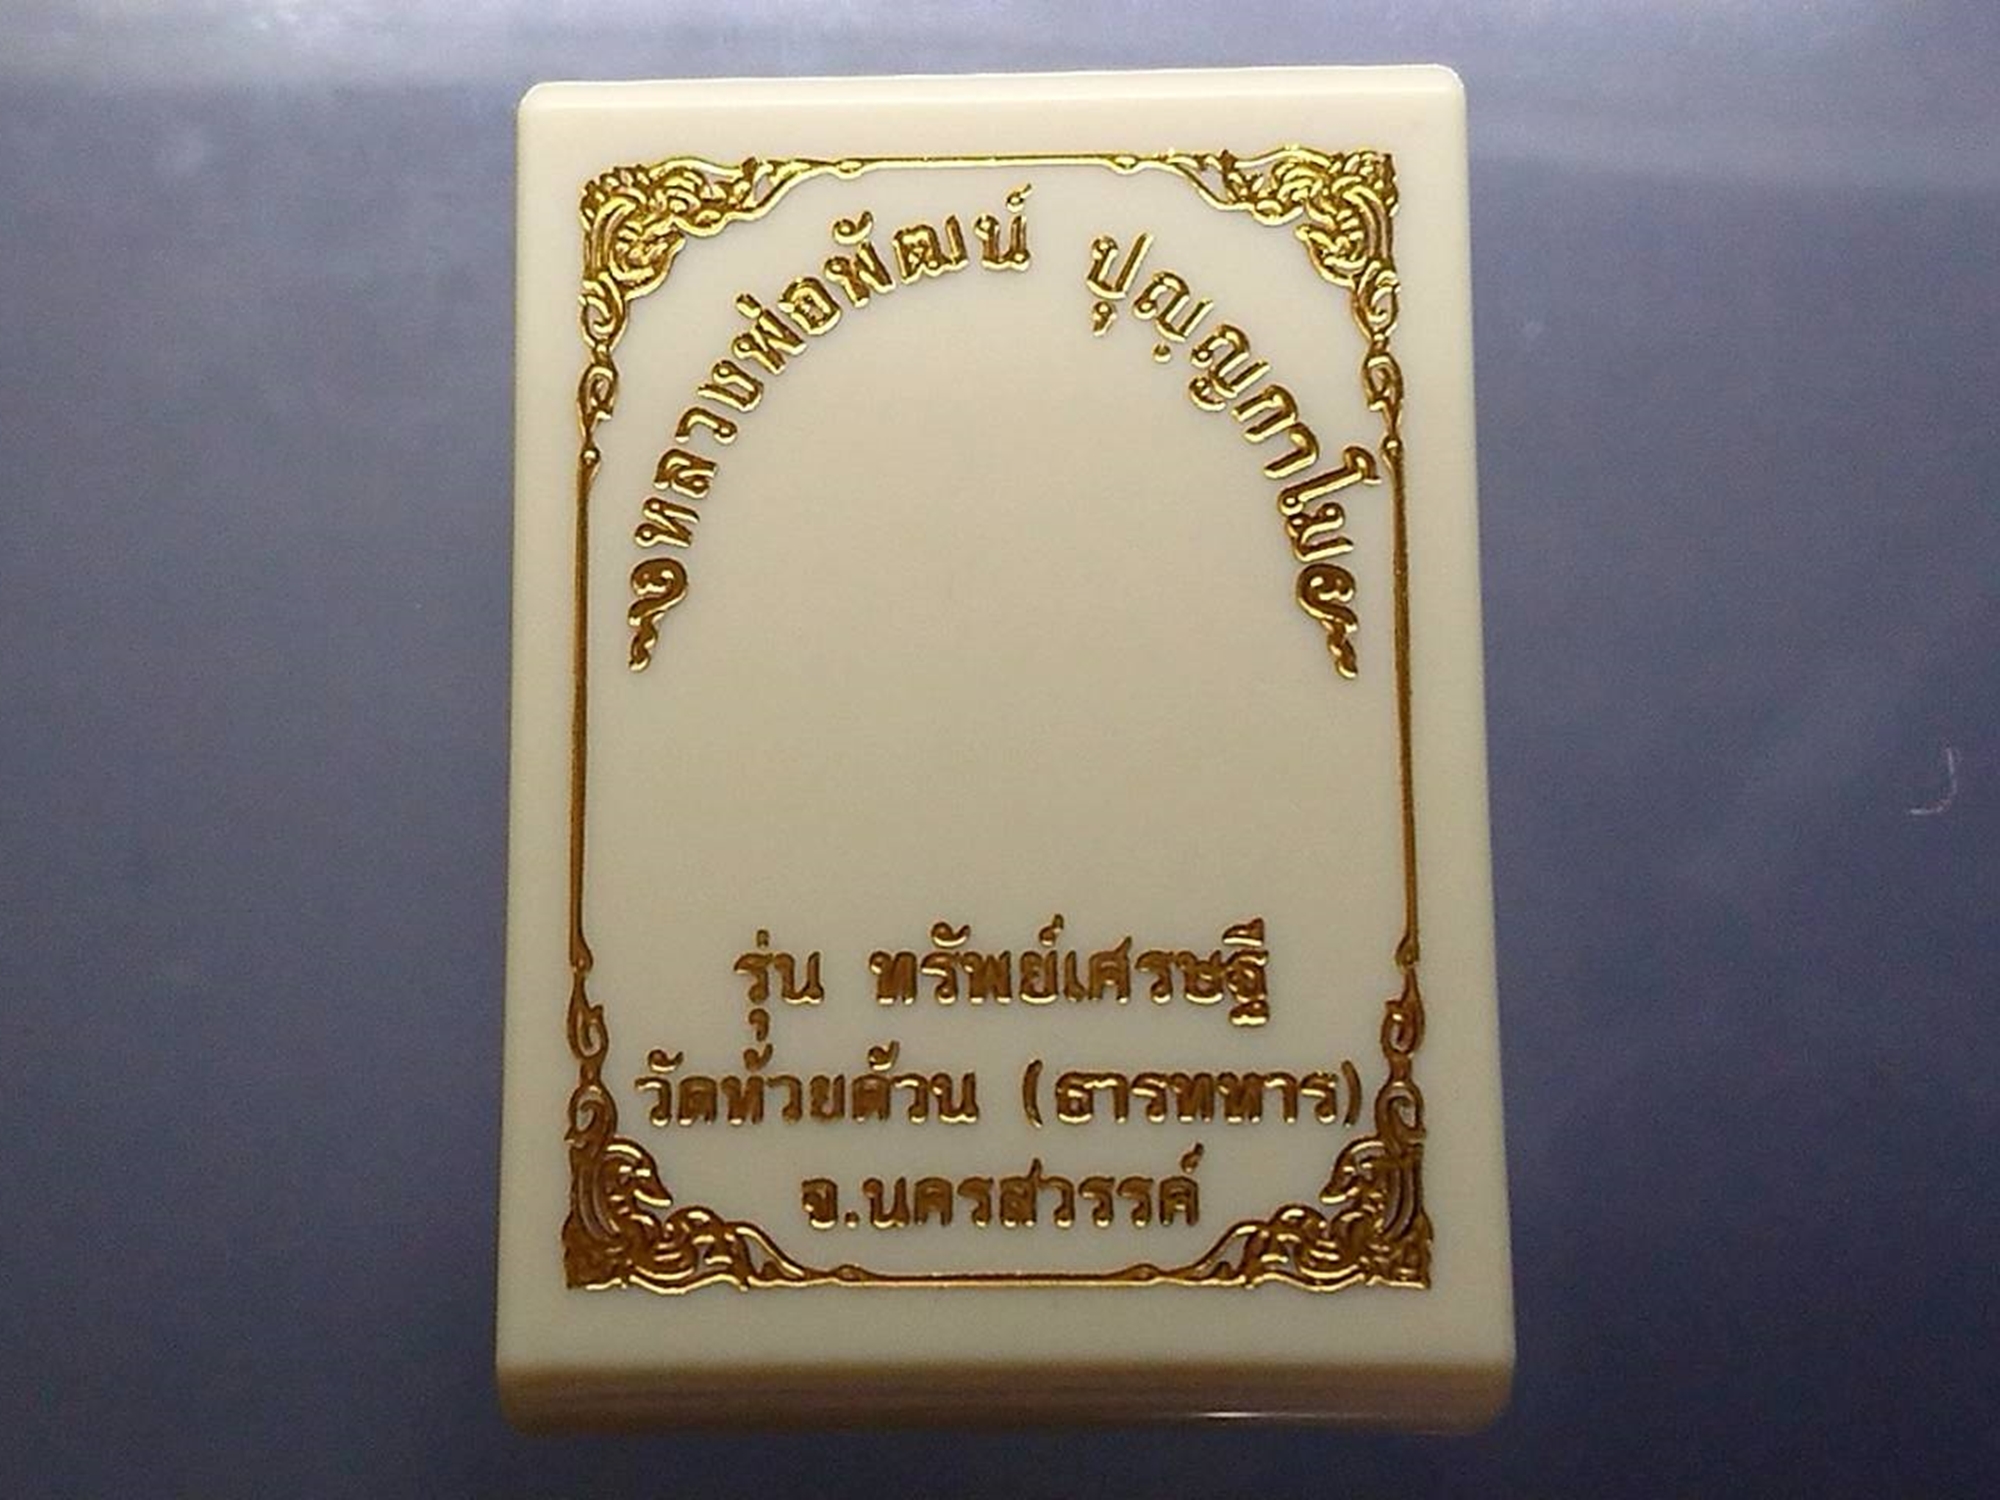 หลวงพ่อพัฒน์ ปุญฺญกาโม
รุ่น ทรัพย์เศรษฐี
วัดห้วยด้วน (ธารทหาร)
จ.นครสวรรค์